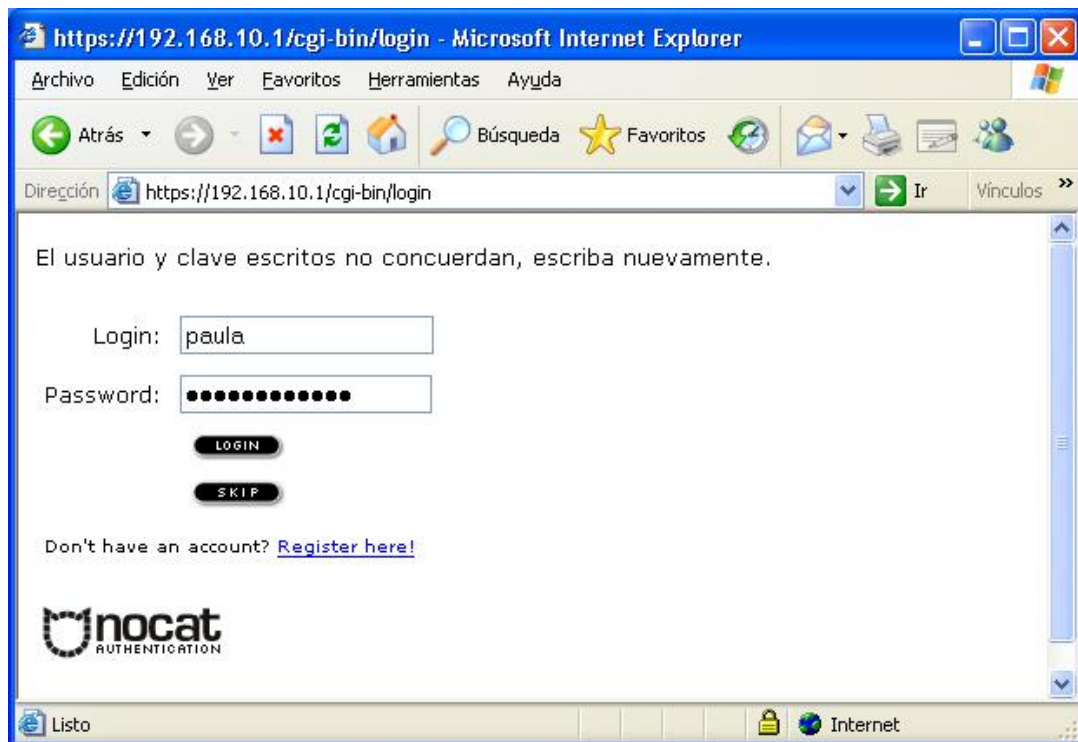 https://192.168.10.1/cgi-bin/login - Microsoft Internet Explorer
Archivo Edición Ver Favoritos Herramientas Ayuda
Atrás Búsqueda Favoritos
Dirección https://192.168.10.1/cgi-bin/login Ir Vínculos »
El usuario y clave escritos no concuerdan, escriba nuevamente.
Login: paula
Password: ••••••••••••
LOGIN
SKIP
Don't have an account? Register here!
nocat
AUTHENTICATION
Listo Internet